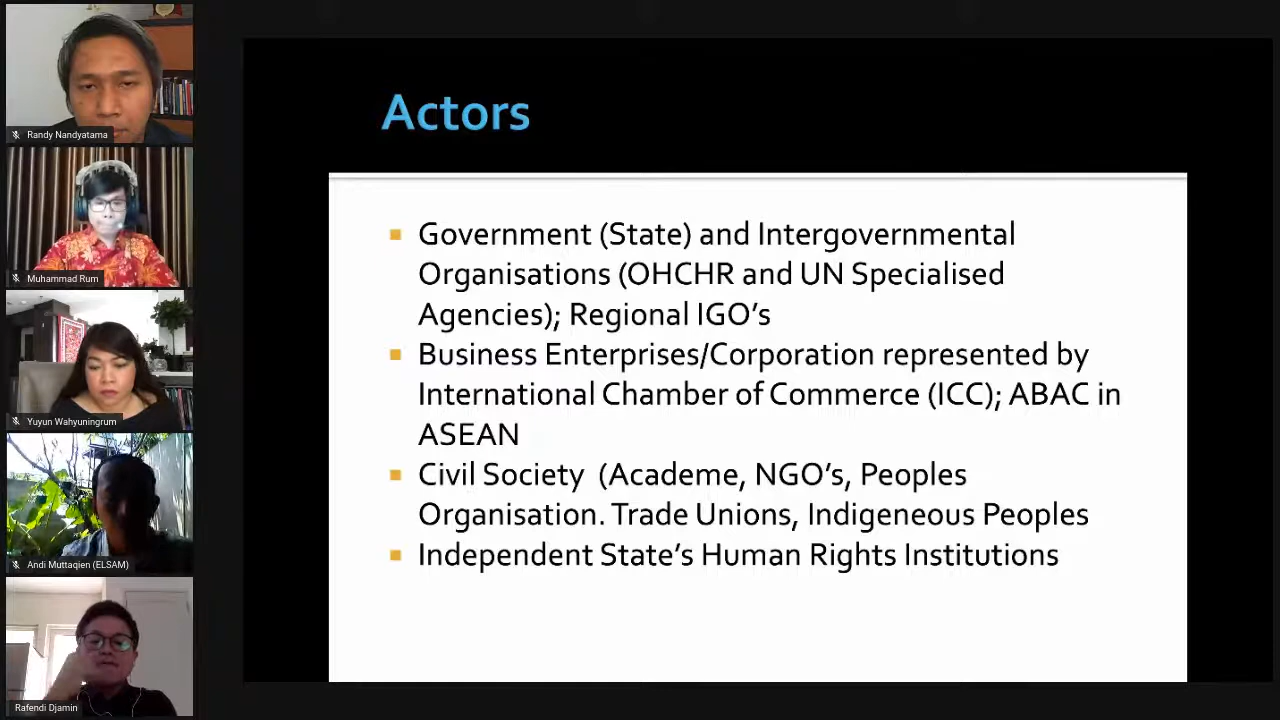 Randy Nandyatama
Muhammad Rum
Yuyun Wahyuningrum
Andi Muttaqien (ELSAM)
Rafendi Djamin
Actors
Government (State) and Intergovernmental
Organisations (OHCHR and UN Specialised
Agencies); Regional IGO's
Business Enterprises/Corporation represented by
International Chamber of Commerce (ICC); ABAC in
ASEAN
Civil Society (Academe, NGO's, Peoples
Organisation. Trade Unions, Indigeneous Peoples
Independent State's Human Rights Institutions